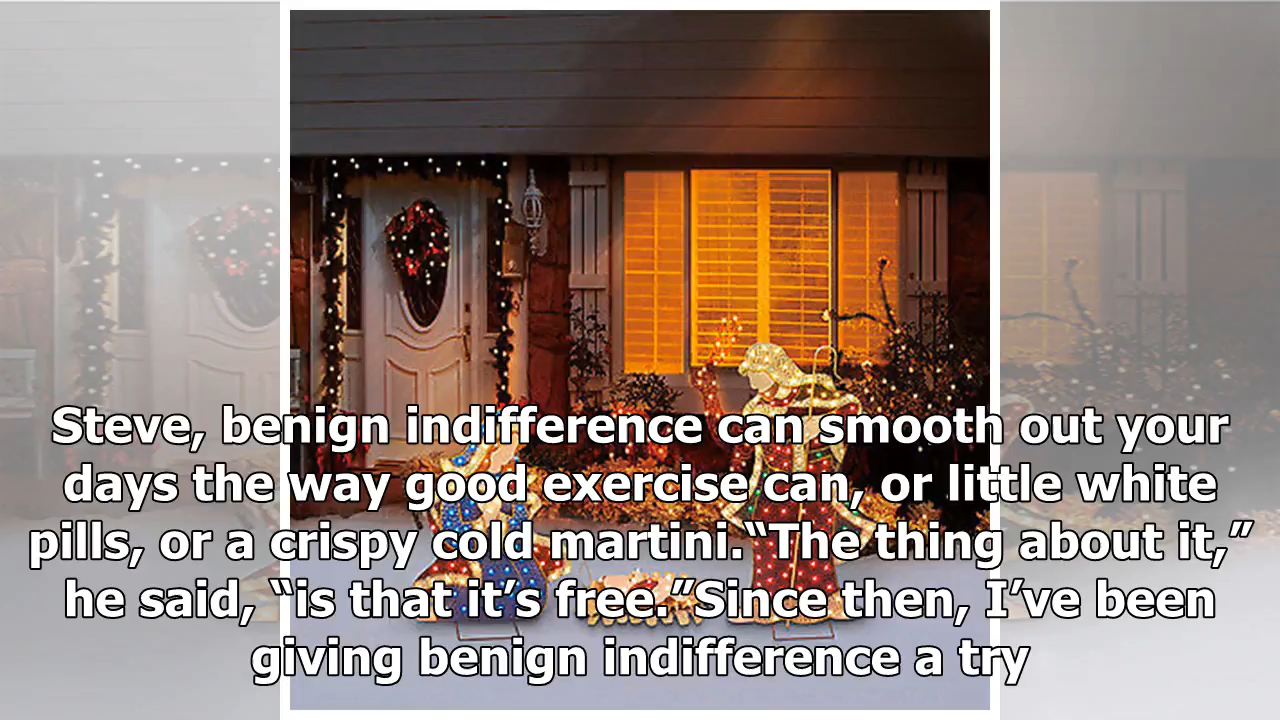 Steve, benign indifference can smooth out your
days the way good exercise can, or little white
pills, or a crispy cold martini.“The thing about it,”
he said, “is that it’s free.”Since then, I’ve been
giving benign indifference a try